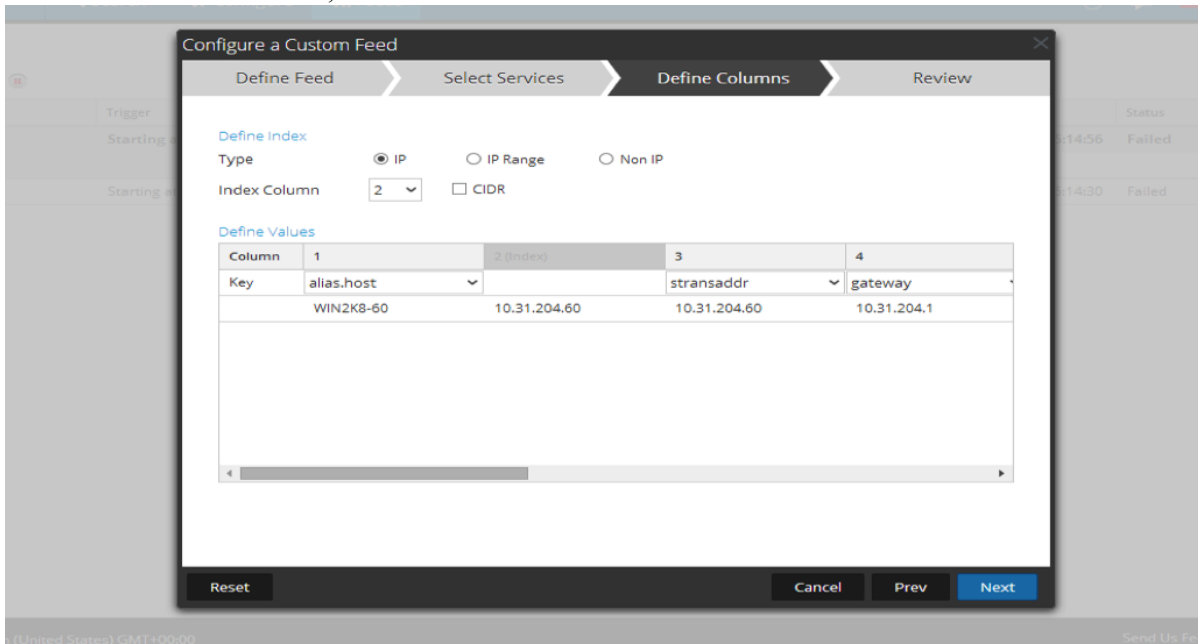 Configure a Custom Feed
Define Feed Select Services Define Columns Review
Trigger Status
Starting a 5:14:56 Failed
Starting a 5:14:30 Failed
Define Index
Type IP IP Range Non IP
Index Column 2 CIDR
Define Values
Column 1 2 (Index) 3 4
Key alias.host stransaddr gateway
WIN2K8-60 10.31.204.60 10.31.204.60 10.31.204.1
Reset Cancel Prev Next
(United States) GMT+00:00 Send Us Fe